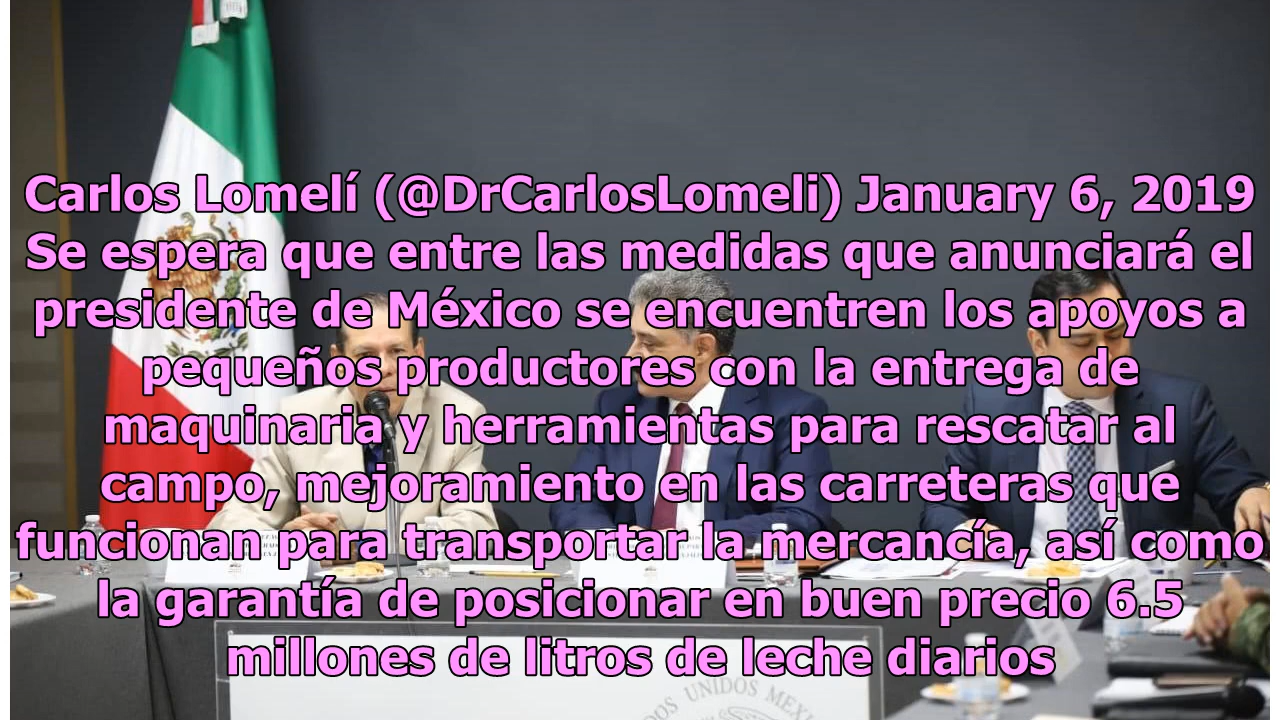 Carlos Lomelí (@DrCarlosLomeli) January 6, 2019
Se espera que entre las medidas que anunciará el
presidente de México se encuentren los apoyos a
pequeños productores con la entrega de
maquinaria y herramientas para rescatar al
campo, mejoramiento en las carreteras que
funcionan para transportar la mercancía, así como
la garantía de posicionar en buen precio 6.5
millones de litros de leche diarios
UNIDOS